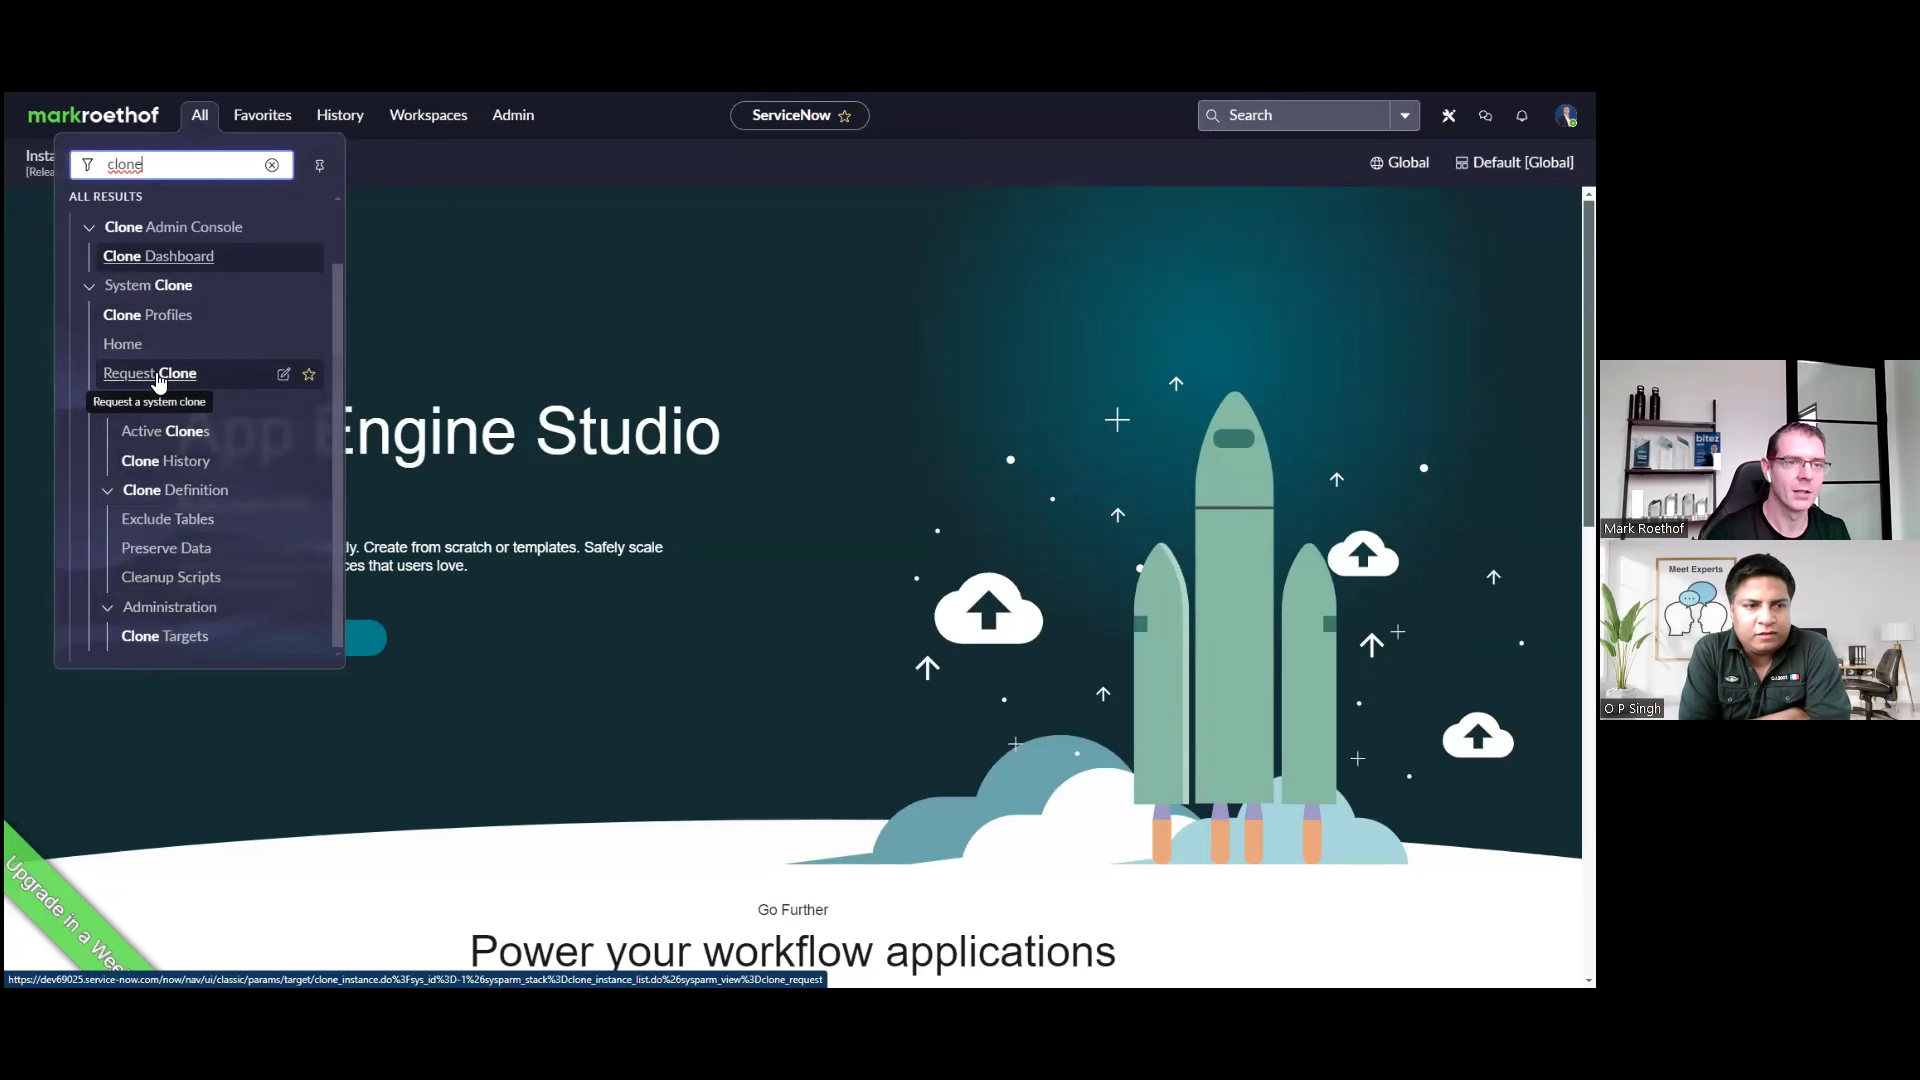 markroethof
All
Favorites
History
Workspaces
Admin
ServiceNow
Search
Insta
[Relea
Global
Default [Global]
clone
ALL RESULTS
Clone Admin Console
Clone Dashboard
System Clone
Clone Profiles
Home
Request Clone
Request a system clone
Active Clones
Clone History
Clone Definition
Exclude Tables
Preserve Data
Cleanup Scripts
Administration
Clone Targets
App Engine Studio
ly. Create from scratch or templates. Safely scale
ces that users love.
Go Further
Power your workflow applications
Upgrade in a Wee
https://dev69025.service-now.com/now/nav/ui/classic/params/target/clone_instance.do%3Fsys_id%3D-1%26sysparm_stack%3Dclone_instance_list.do%26sysparm_view%3Dclone_request
bitez
Mark Roethof
Meet Experts
O P Singh